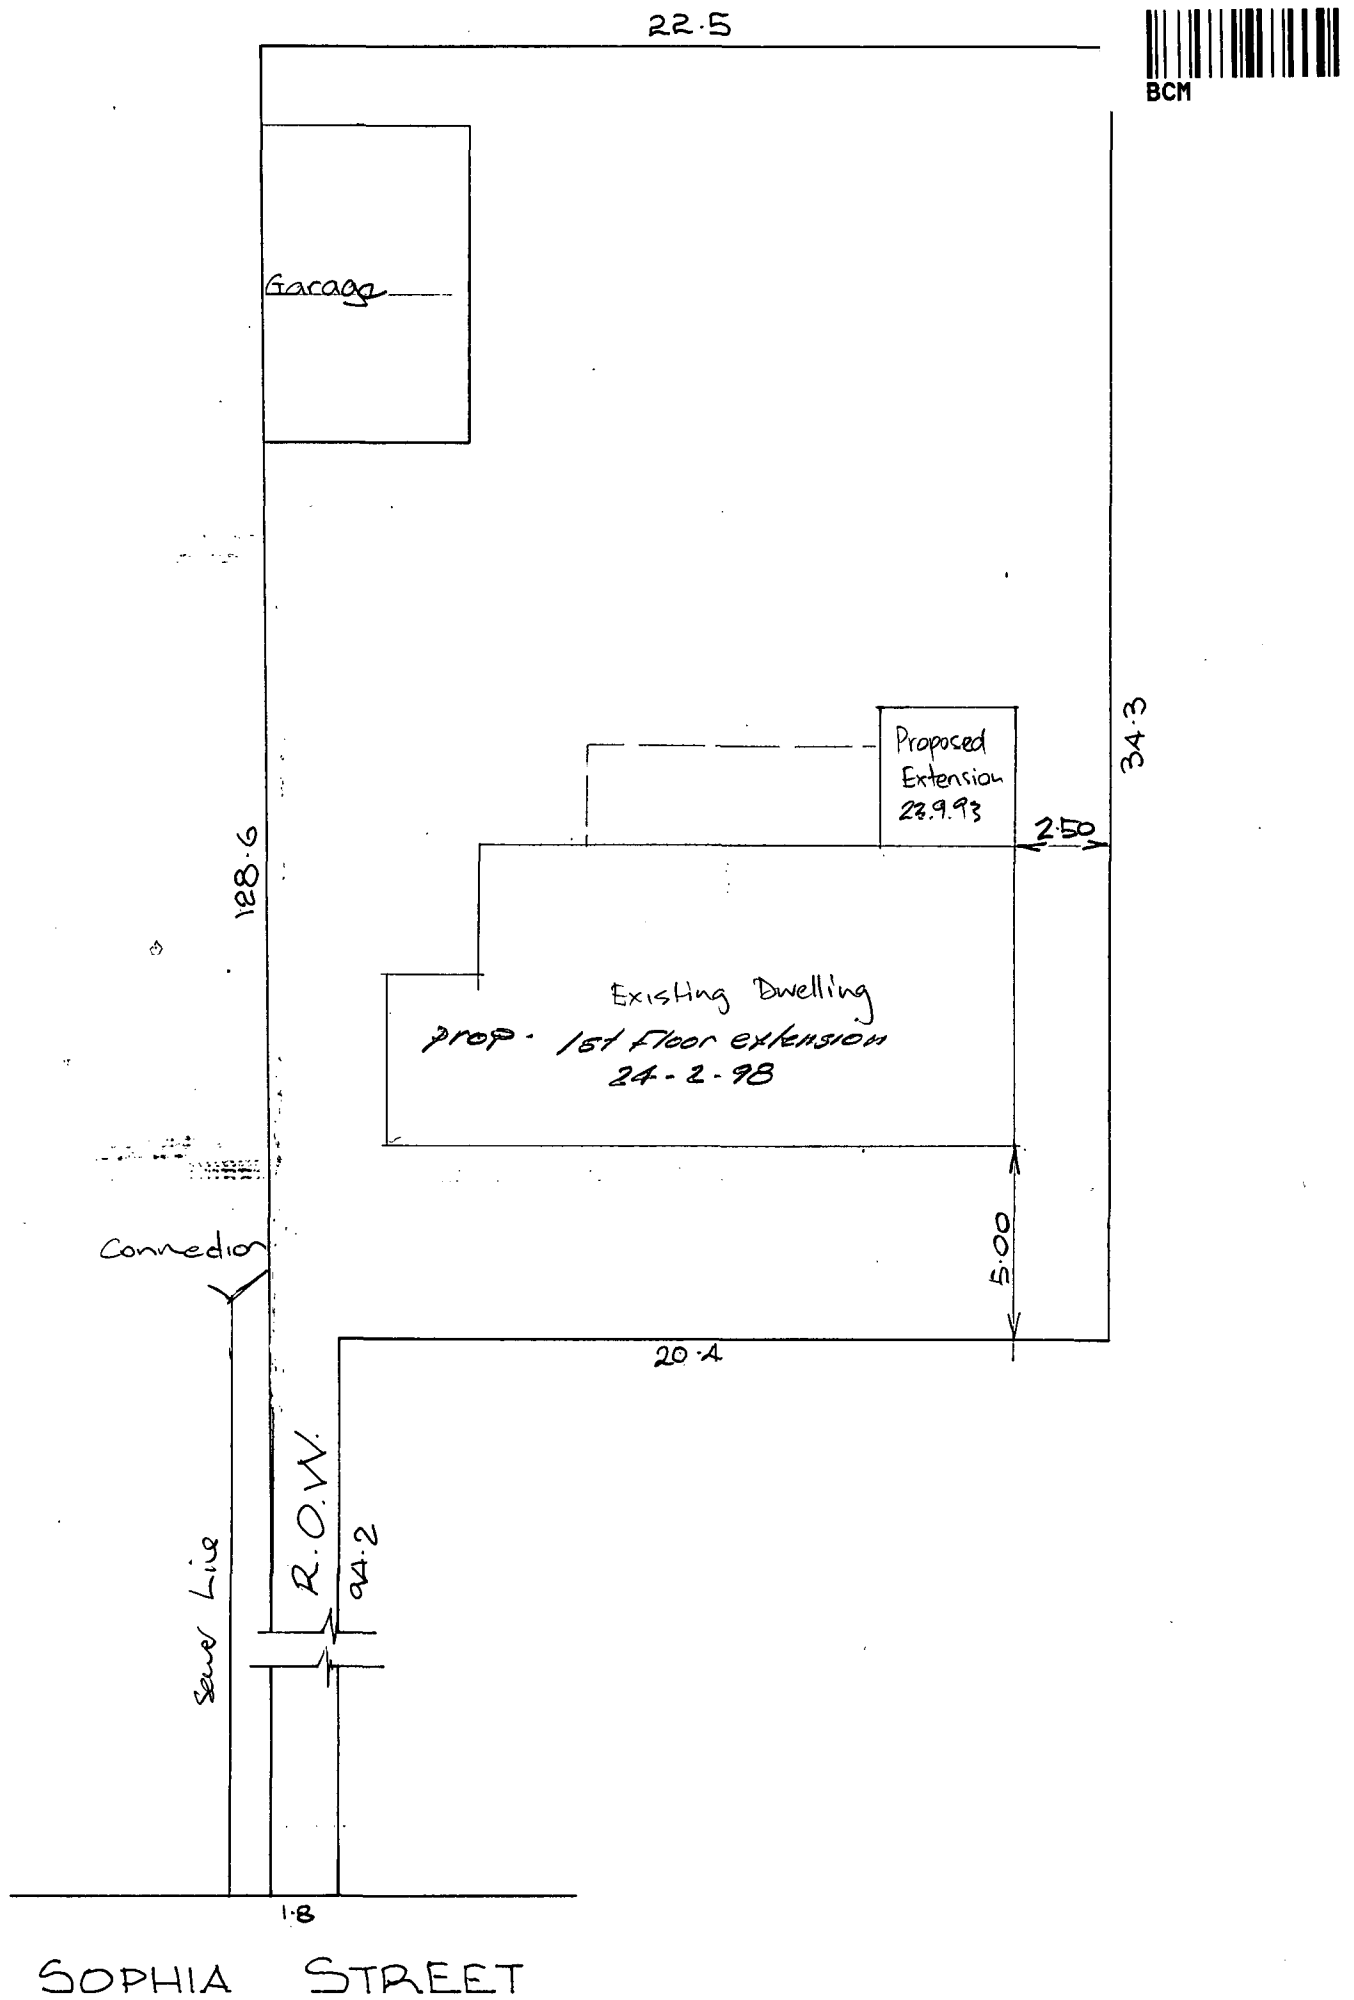 22.5
BCM
Garage
34.3
Proposed
Extension
23.9.93
2.50
128.6
Existing Dwelling
prop. 1st Floor extension
24-2-98
Connection
5.00
20.4
R.O.W.
94.2
Sewer Line
1.8
SOPHIA STREET